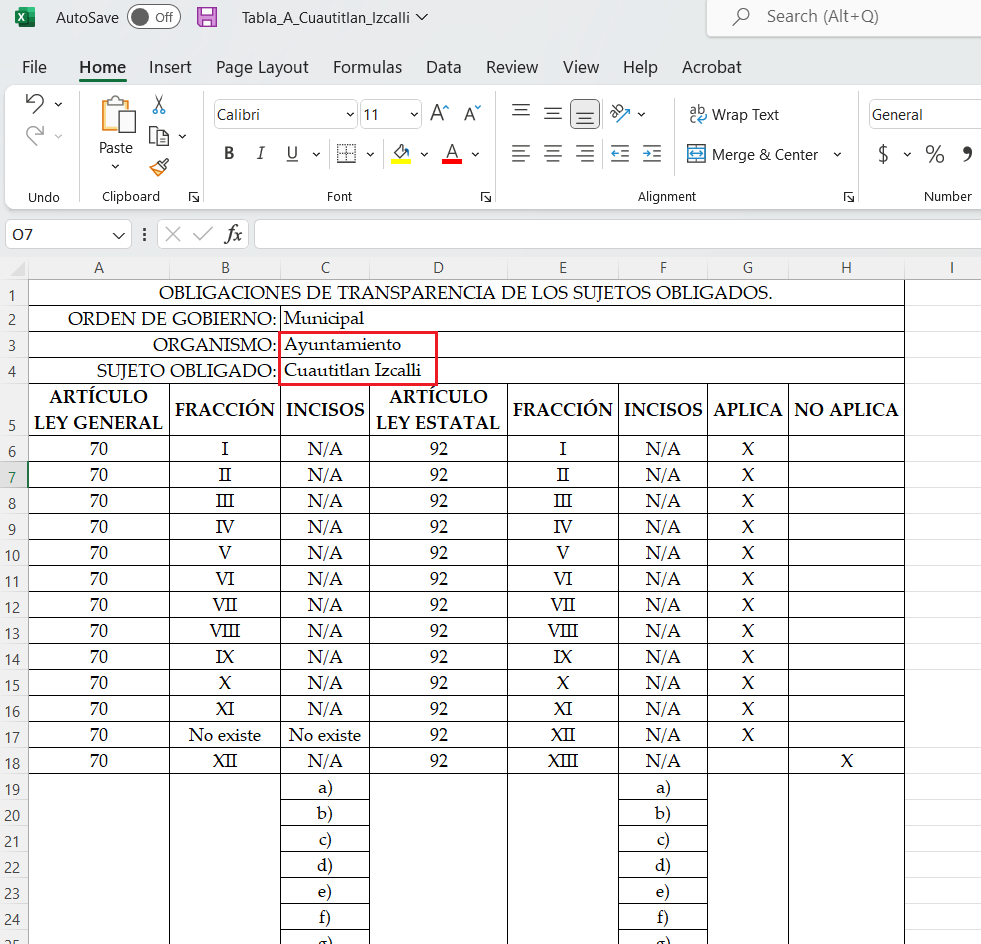 AutoSave Off Tabla_A_Cuautitlan_Izcalli Search (Alt+Q)
File Home Insert Page Layout Formulas Data Review View Help Acrobat
Calibri 11 Wrap Text General
Paste B I U A Merge & Center $ % ,
Undo Clipboard Font Alignment Number
O7 fx
A B C D E F G H I
1 OBLIGACIONES DE TRANSPARENCIA DE LOS SUJETOS OBLIGADOS.
2 ORDEN DE GOBIERNO: Municipal
3 ORGANISMO: Ayuntamiento
4 SUJETO OBLIGADO: Cuautitlan Izcalli
5 ARTÍCULO LEY GENERAL FRACCIÓN INCISOS ARTÍCULO LEY ESTATAL FRACCIÓN INCISOS APLICA NO APLICA
6 70 I N/A 92 I N/A X
7 70 II N/A 92 II N/A X
8 70 III N/A 92 III N/A X
9 70 IV N/A 92 IV N/A X
10 70 V N/A 92 V N/A X
11 70 VI N/A 92 VI N/A X
12 70 VII N/A 92 VII N/A X
13 70 VIII N/A 92 VIII N/A X
14 70 IX N/A 92 IX N/A X
15 70 X N/A 92 X N/A X
16 70 XI N/A 92 XI N/A X
17 70 No existe No existe 92 XII N/A X
18 70 XII N/A 92 XIII N/A X
19 a) a)
20 b) b)
21 c) c)
22 d) d)
23 e) e)
24 f) f)